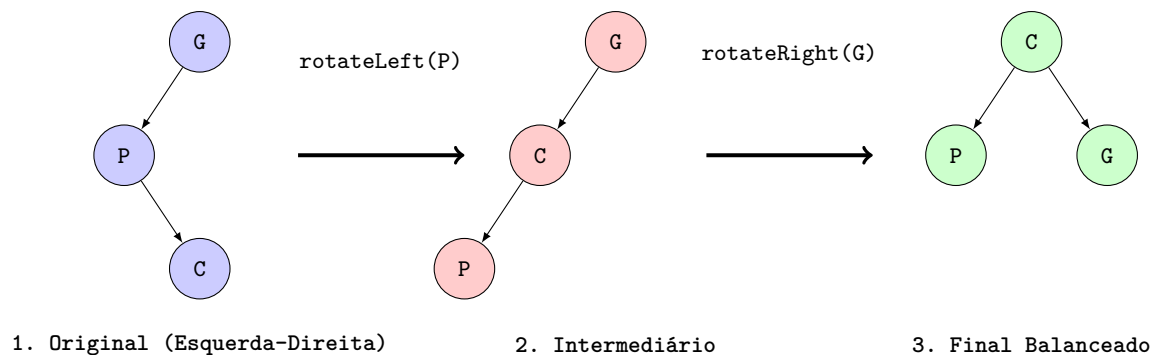 G
P
C
rotateLeft(P)
G
C
P
rotateRight(G)
C
P
G
1. Original (Esquerda-Direita)
2. Intermediário
3. Final Balanceado